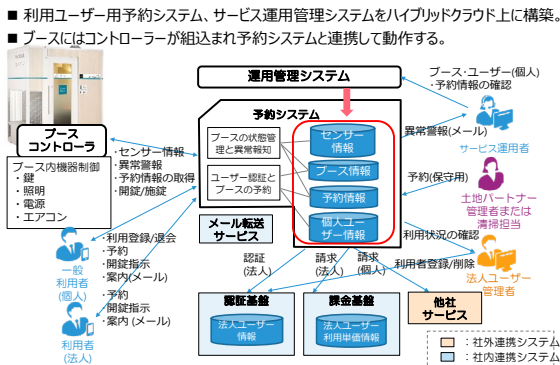 ■ 利用ユーザー用予約システム、サービス運用管理システムをハイブリッドクラウド上に構築。
■ ブースにはコントローラーが組込まれ予約システムと連携して動作する。
運用管理システム
ブース・ユーザー(個人)
・予約情報の確認
予約システム
ブースの状態管
理と異常報知
ユーザー認証と
ブースの予約
センサー
情報
ブース情報
予約情報
個人ユー
ザー情報
異常警報(メール)
サービス運用者
ブース
コントローラ
ブース内機器制御
・鍵
・照明
・電源
・エアコン
・センサー情報
・異常警報
・予約情報の取得
・開錠/施錠
予約(保守用)
土地パートナー
管理者または
清掃担当
メール転送
サービス
利用状況の確認
利用者登録/削除
法人ユーザー
管理者
一般
利用者
(個人)
・利用登録/退会
・予約
・開錠指示
・案内(メール)
・予約
開錠指示
・案内 (メール)
利用者
(法人)
認証
(法人)
請求
(法人)
請求
(個人)
認証基盤
法人ユーザー
情報
課金基盤
法人ユーザー
利用単価情報
他社
サービス
：社外連携システム
：社内連携システム